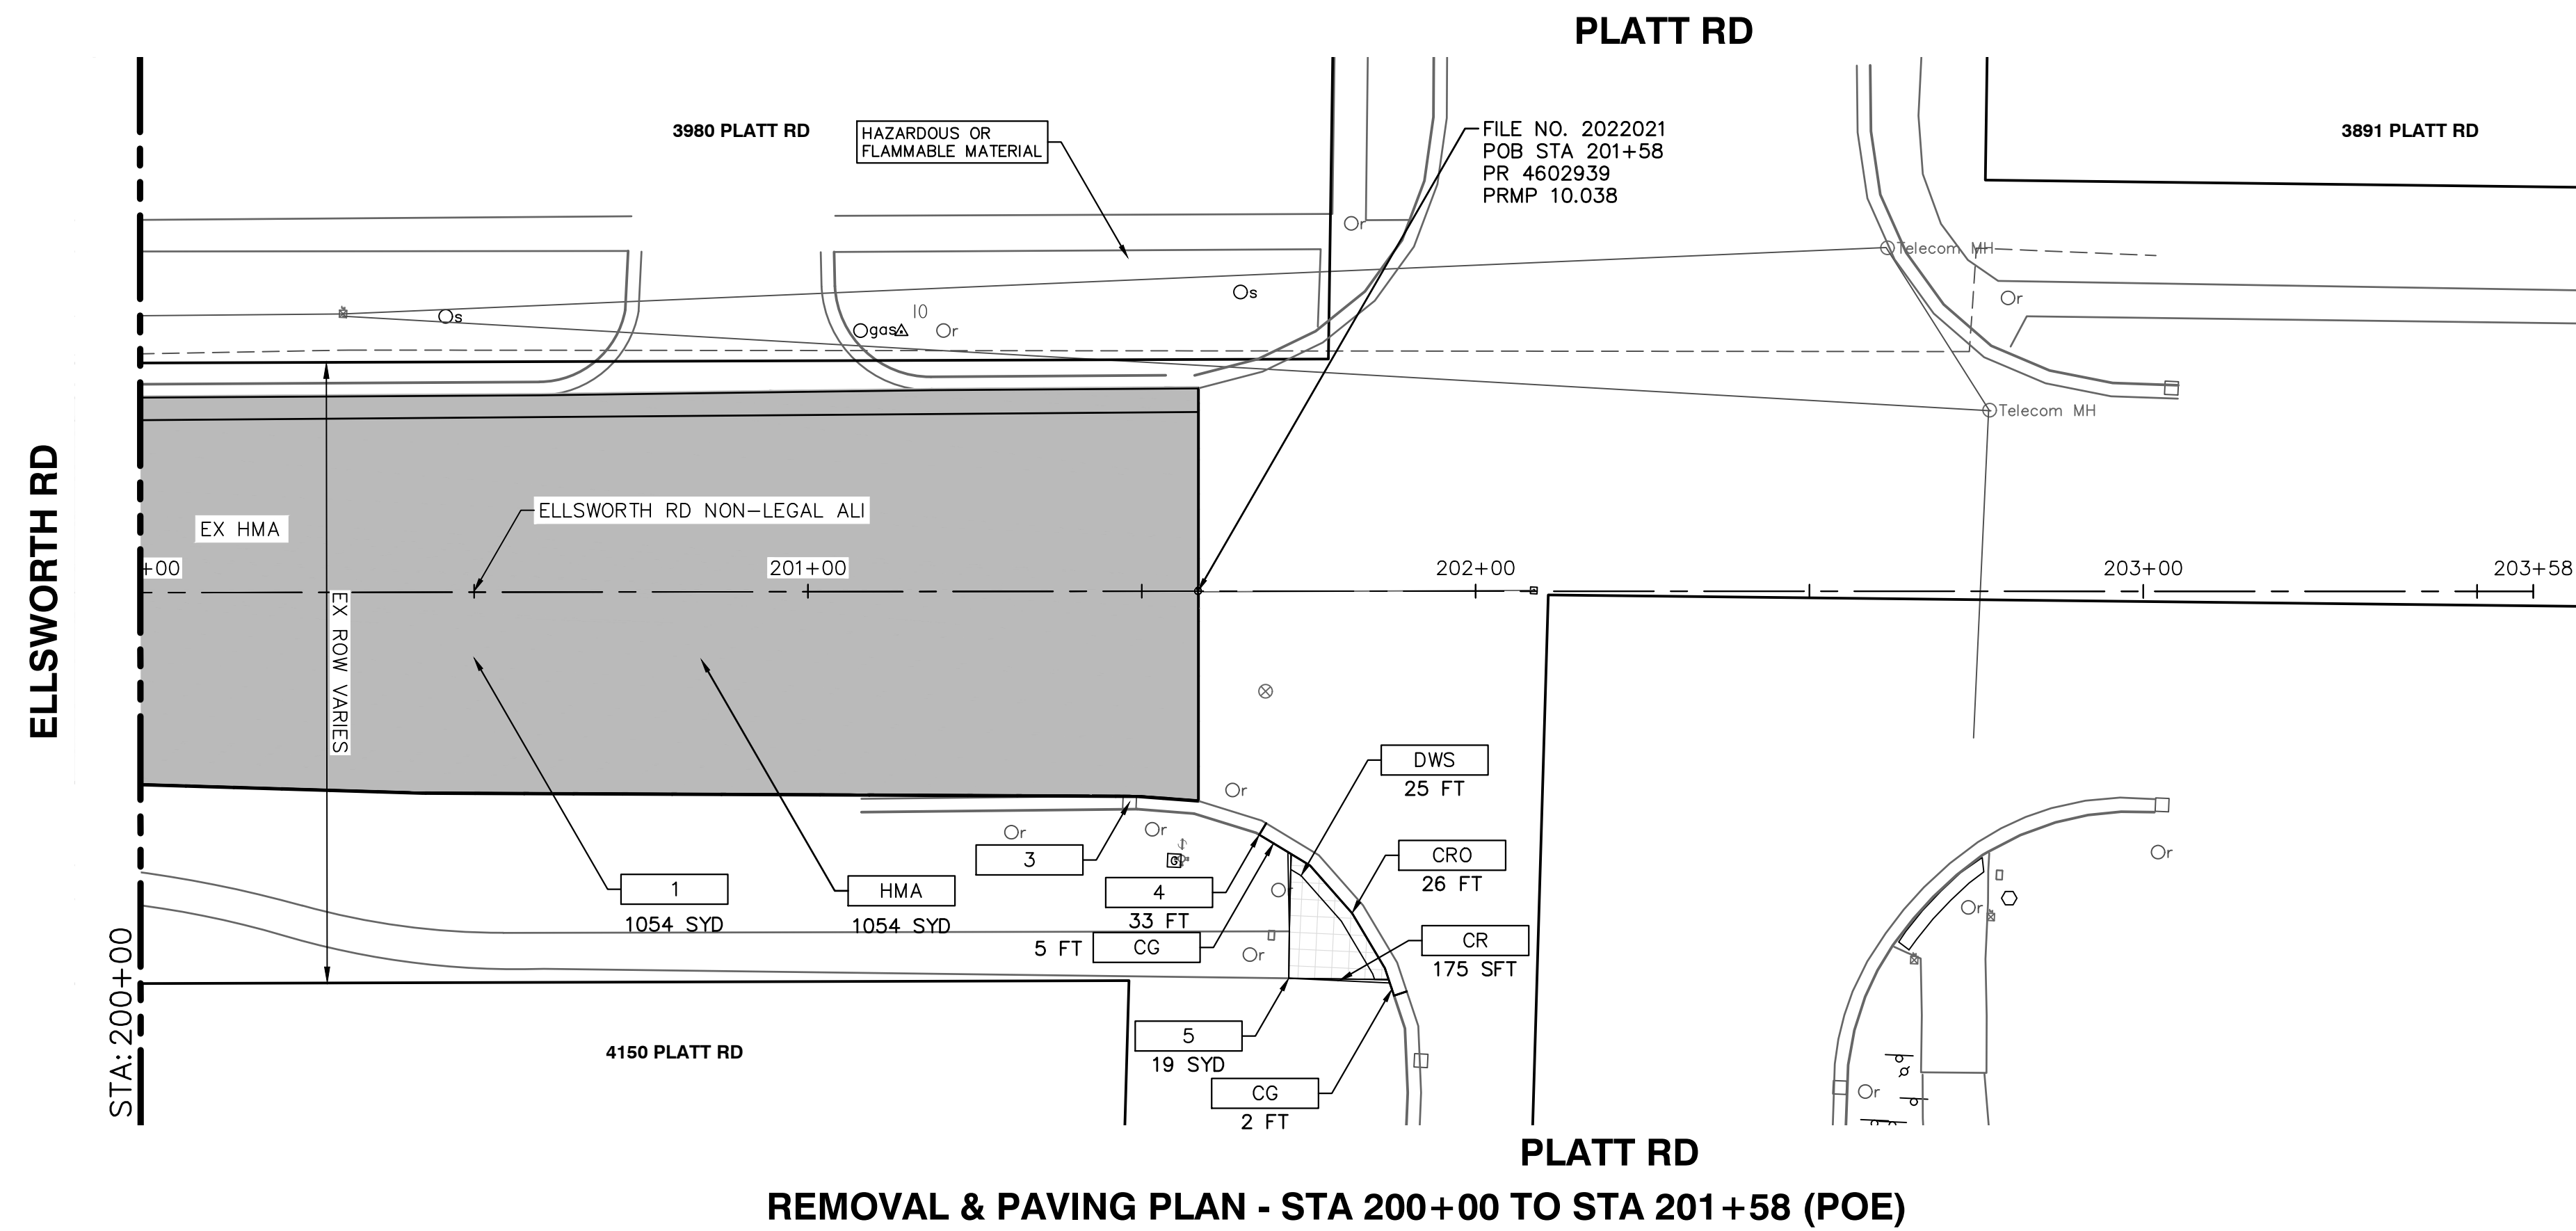 PLATT RD
3980 PLATT RD
HAZARDOUS OR
FLAMMABLE MATERIAL
FILE NO. 2022021
POB STA 201+58
PR 4602939
PRMP 10.038
3891 PLATT RD
Or
Telecom MH
Os
Os
10
gas
Or
Or
Telecom MH
ELLSWORTH RD
EX HMA
ELLSWORTH RD NON-LEGAL ALI
+00
201+00
202+00
203+00
203+58
EX ROW VARIES
DWS
25 FT
Or
Or
Or
3
CRO
26 FT
Or
Or
1
1054 SYD
HMA
1054 SYD
4
33 FT
5 FT
CG
Or
CR
175 SFT
STA: 200+00
4150 PLATT RD
5
19 SYD
CG
2 FT
Or
PLATT RD
REMOVAL & PAVING PLAN - STA 200+00 TO STA 201+58 (POE)